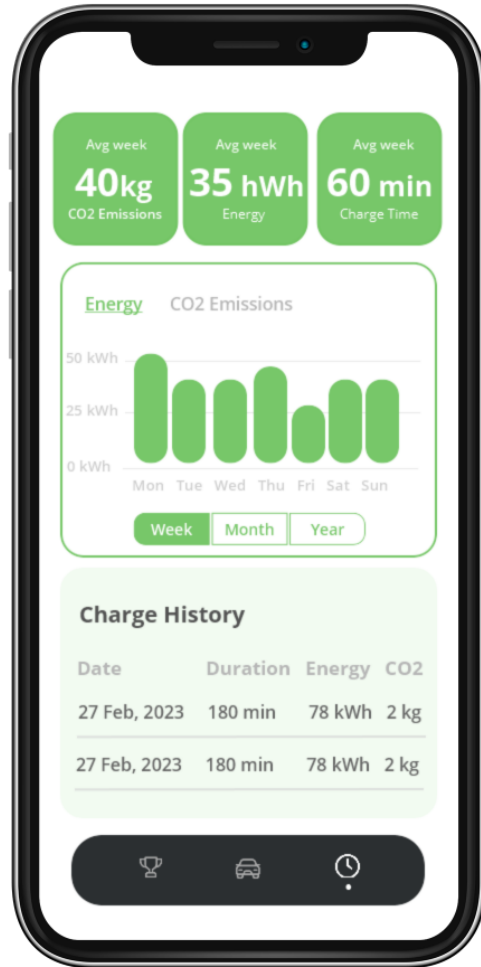 Avg week
40kg
CO2 Emissions
Avg week
35 hWh
Energy
Avg week
60 min
Charge Time
Energy CO2 Emissions
50 kWh
25 kWh
0 kWh
Mon Tue Wed Thu Fri Sat Sun
Week Month Year
Charge History
Date Duration Energy CO2
27 Feb, 2023 180 min 78 kWh 2 kg
27 Feb, 2023 180 min 78 kWh 2 kg